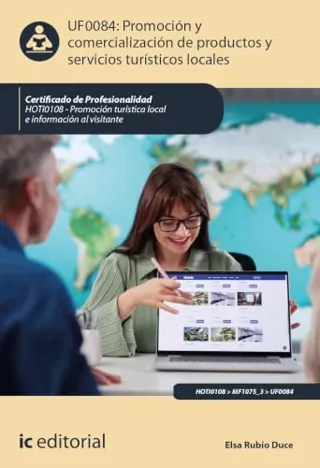 UF0084: Promoción y
comercialización de productos y
servicios turísticos locales
Certificado de Profesionalidad
HOTI0108 - Promoción turística local
e información al visitante
HOTI0108 > MF1075_3 > UF0084
ic editorial
Elsa Rubio Duce